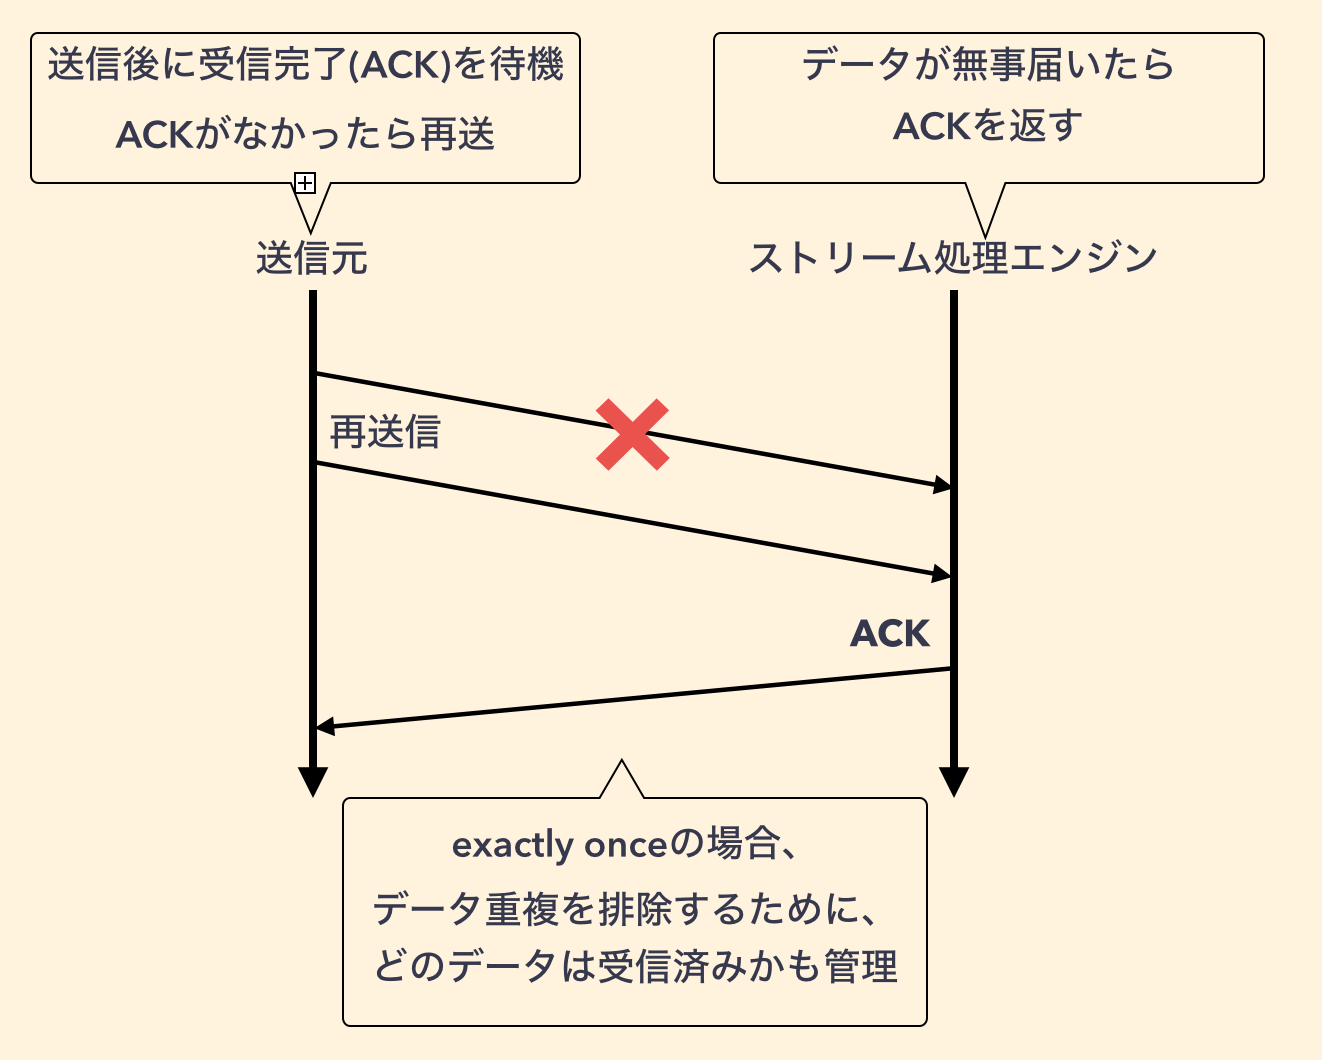 送信後に受信完了(ACK)を待機
ACKがなかったら再送
データが無事届いたら
ACKを返す
送信元
ストリーム処理エンジン
再送信
ACK
exactly onceの場合、
データ重複を排除するために、
どのデータは受信済みかも管理